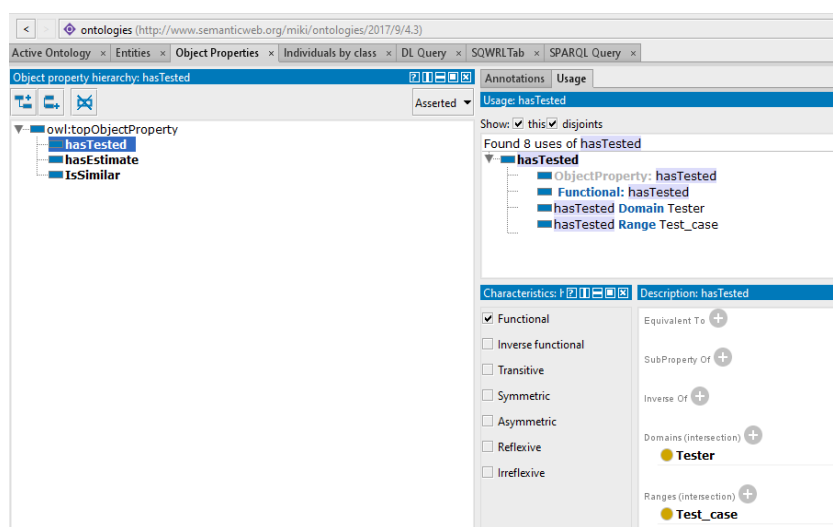 ontologies (http://www.semanticweb.org/miki/ontologies/2017/9/4.3)
Active Ontology × Entities × Object Properties × Individuals by class × DL Query × SQWRLTab × SPARQL Query ×
Object property hierarchy: hasTested
Asserted
owl:topObjectProperty
hasTested
hasEstimate
IsSimilar
Annotations Usage
Usage: hasTested
Show: this disjoints
Found 8 uses of hasTested
hasTested
ObjectProperty: hasTested
Functional: hasTested
hasTested Domain Tester
hasTested Range Test_case
Characteristics:
Functional
Inverse functional
Transitive
Symmetric
Asymmetric
Reflexive
Irreflexive
Description: hasTested
Equivalent To
SubProperty Of
Inverse Of
Domains (intersection)
Tester
Ranges (intersection)
Test_case